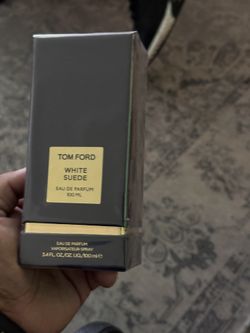 TOM FORD
WHITE
SUEDE
EAU DE PARFUM
100 ML
EAU DE PARFUM
VAPORISATEUR-SPRAY
3.4 FL.OZ./OZ.LIQ./100 ml ℮